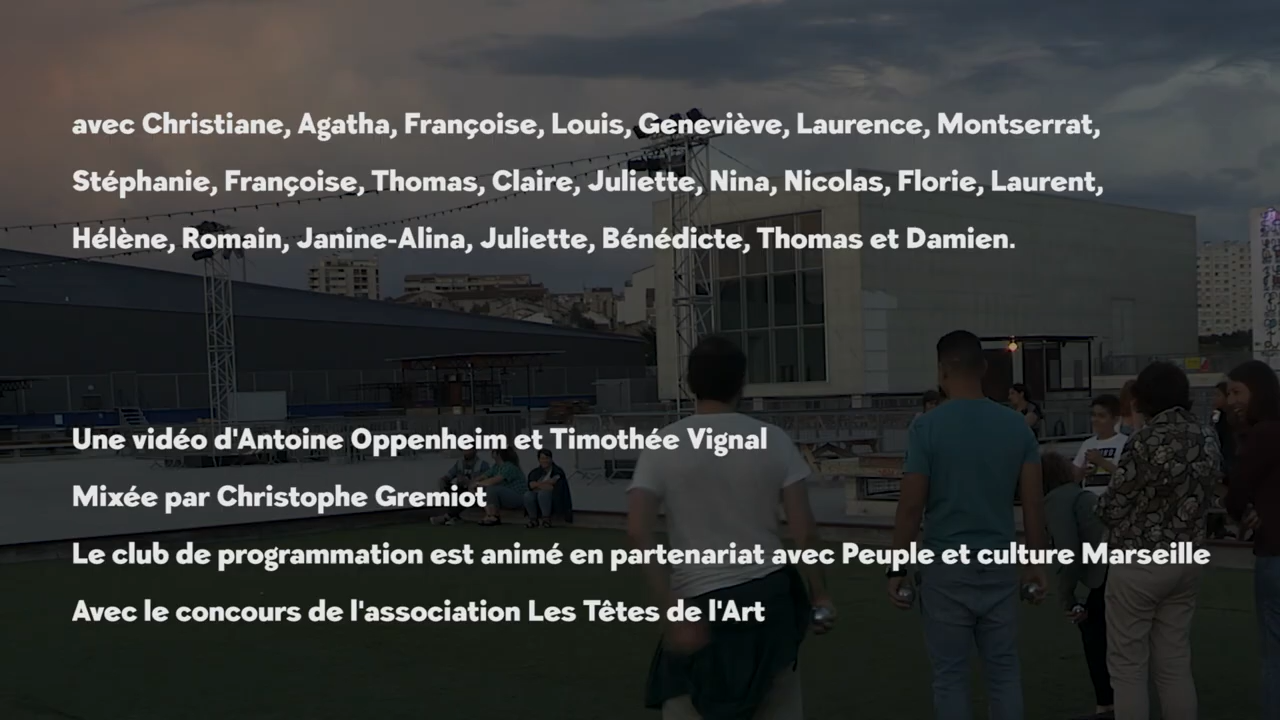 avec Christiane, Agatha, Françoise, Louis, Geneviève, Laurence, Montserrat,
Stéphanie, Françoise, Thomas, Claire, Juliette, Nina, Nicolas, Florie, Laurent,
Hélène, Romain, Janine-Alina, Juliette, Bénédicte, Thomas et Damien.
Une vidéo d'Antoine Oppenheim et Timothée Vignal
Mixée par Christophe Gremiot
Le club de programmation est animé en partenariat avec Peuple et culture Marseille
Avec le concours de l'association Les Têtes de l'Art